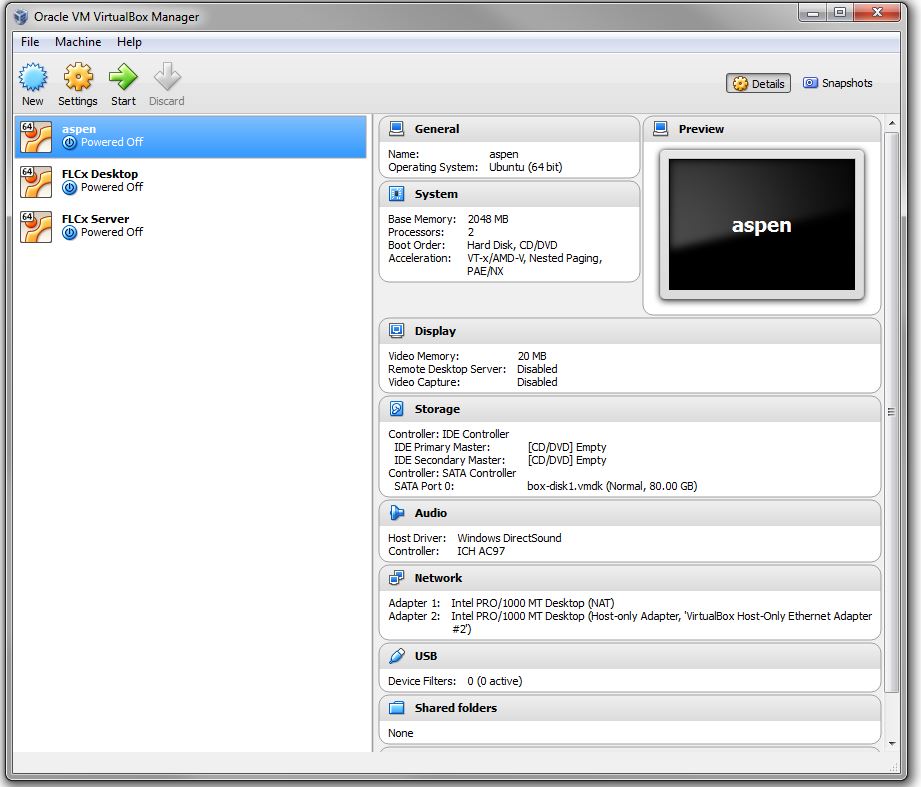 Oracle VM VirtualBox Manager
File Machine Help
New Settings Start Discard
Details Snapshots
64 aspen
Powered Off
64 FLCx Desktop
Powered Off
64 FLCx Server
Powered Off
General
Name: aspen
Operating System: Ubuntu (64 bit)
System
Base Memory: 2048 MB
Processors: 2
Boot Order: Hard Disk, CD/DVD
Acceleration: VT-x/AMD-V, Nested Paging,
PAE/NX
Preview
aspen
Display
Video Memory: 20 MB
Remote Desktop Server: Disabled
Video Capture: Disabled
Storage
Controller: IDE Controller
IDE Primary Master: [CD/DVD] Empty
IDE Secondary Master: [CD/DVD] Empty
Controller: SATA Controller
SATA Port 0: box-disk1.vmdk (Normal, 80.00 GB)
Audio
Host Driver: Windows DirectSound
Controller: ICH AC97
Network
Adapter 1: Intel PRO/1000 MT Desktop (NAT)
Adapter 2: Intel PRO/1000 MT Desktop (Host-only Adapter, 'VirtualBox Host-Only Ethernet Adapter
#2')
USB
Device Filters: 0 (0 active)
Shared folders
None